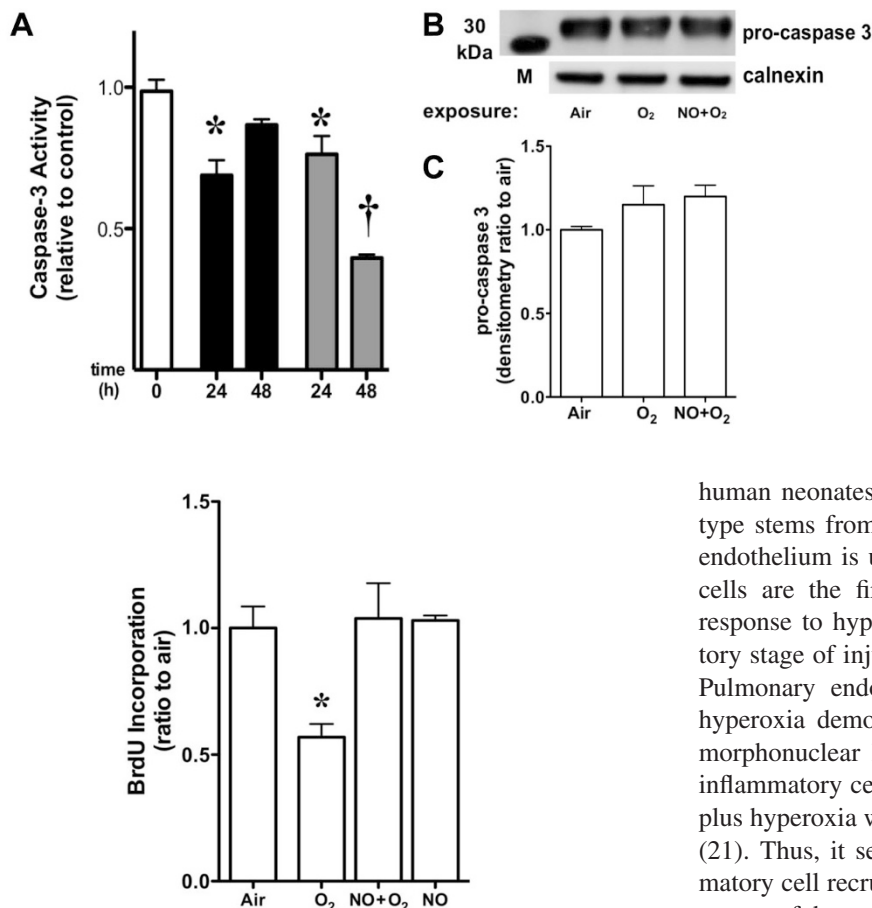 A
Caspase-3 Activity
(relative to control)
1.0
0.5
*
*
†
time
(h)
0 24 48 24 48
B
30
kDa
M
pro-caspase 3
calnexin
exposure: Air O₂ NO+O₂
C
pro-caspase 3
(densitometry ratio to air)
1.5
1.0
0.5
0.0
Air O₂ NO+O₂
BrdU Incorporation
(ratio to air)
1.5
1.0
0.5
0.0
*
Air O₂ NO+O₂ NO
human neonates
type stems from
endothelium is u
cells are the fi
response to hyp
tory stage of inj
Pulmonary endo
hyperoxia demo
morphonuclear
inflammatory ce
plus hyperoxia w
(21). Thus, it se
matory cell recru